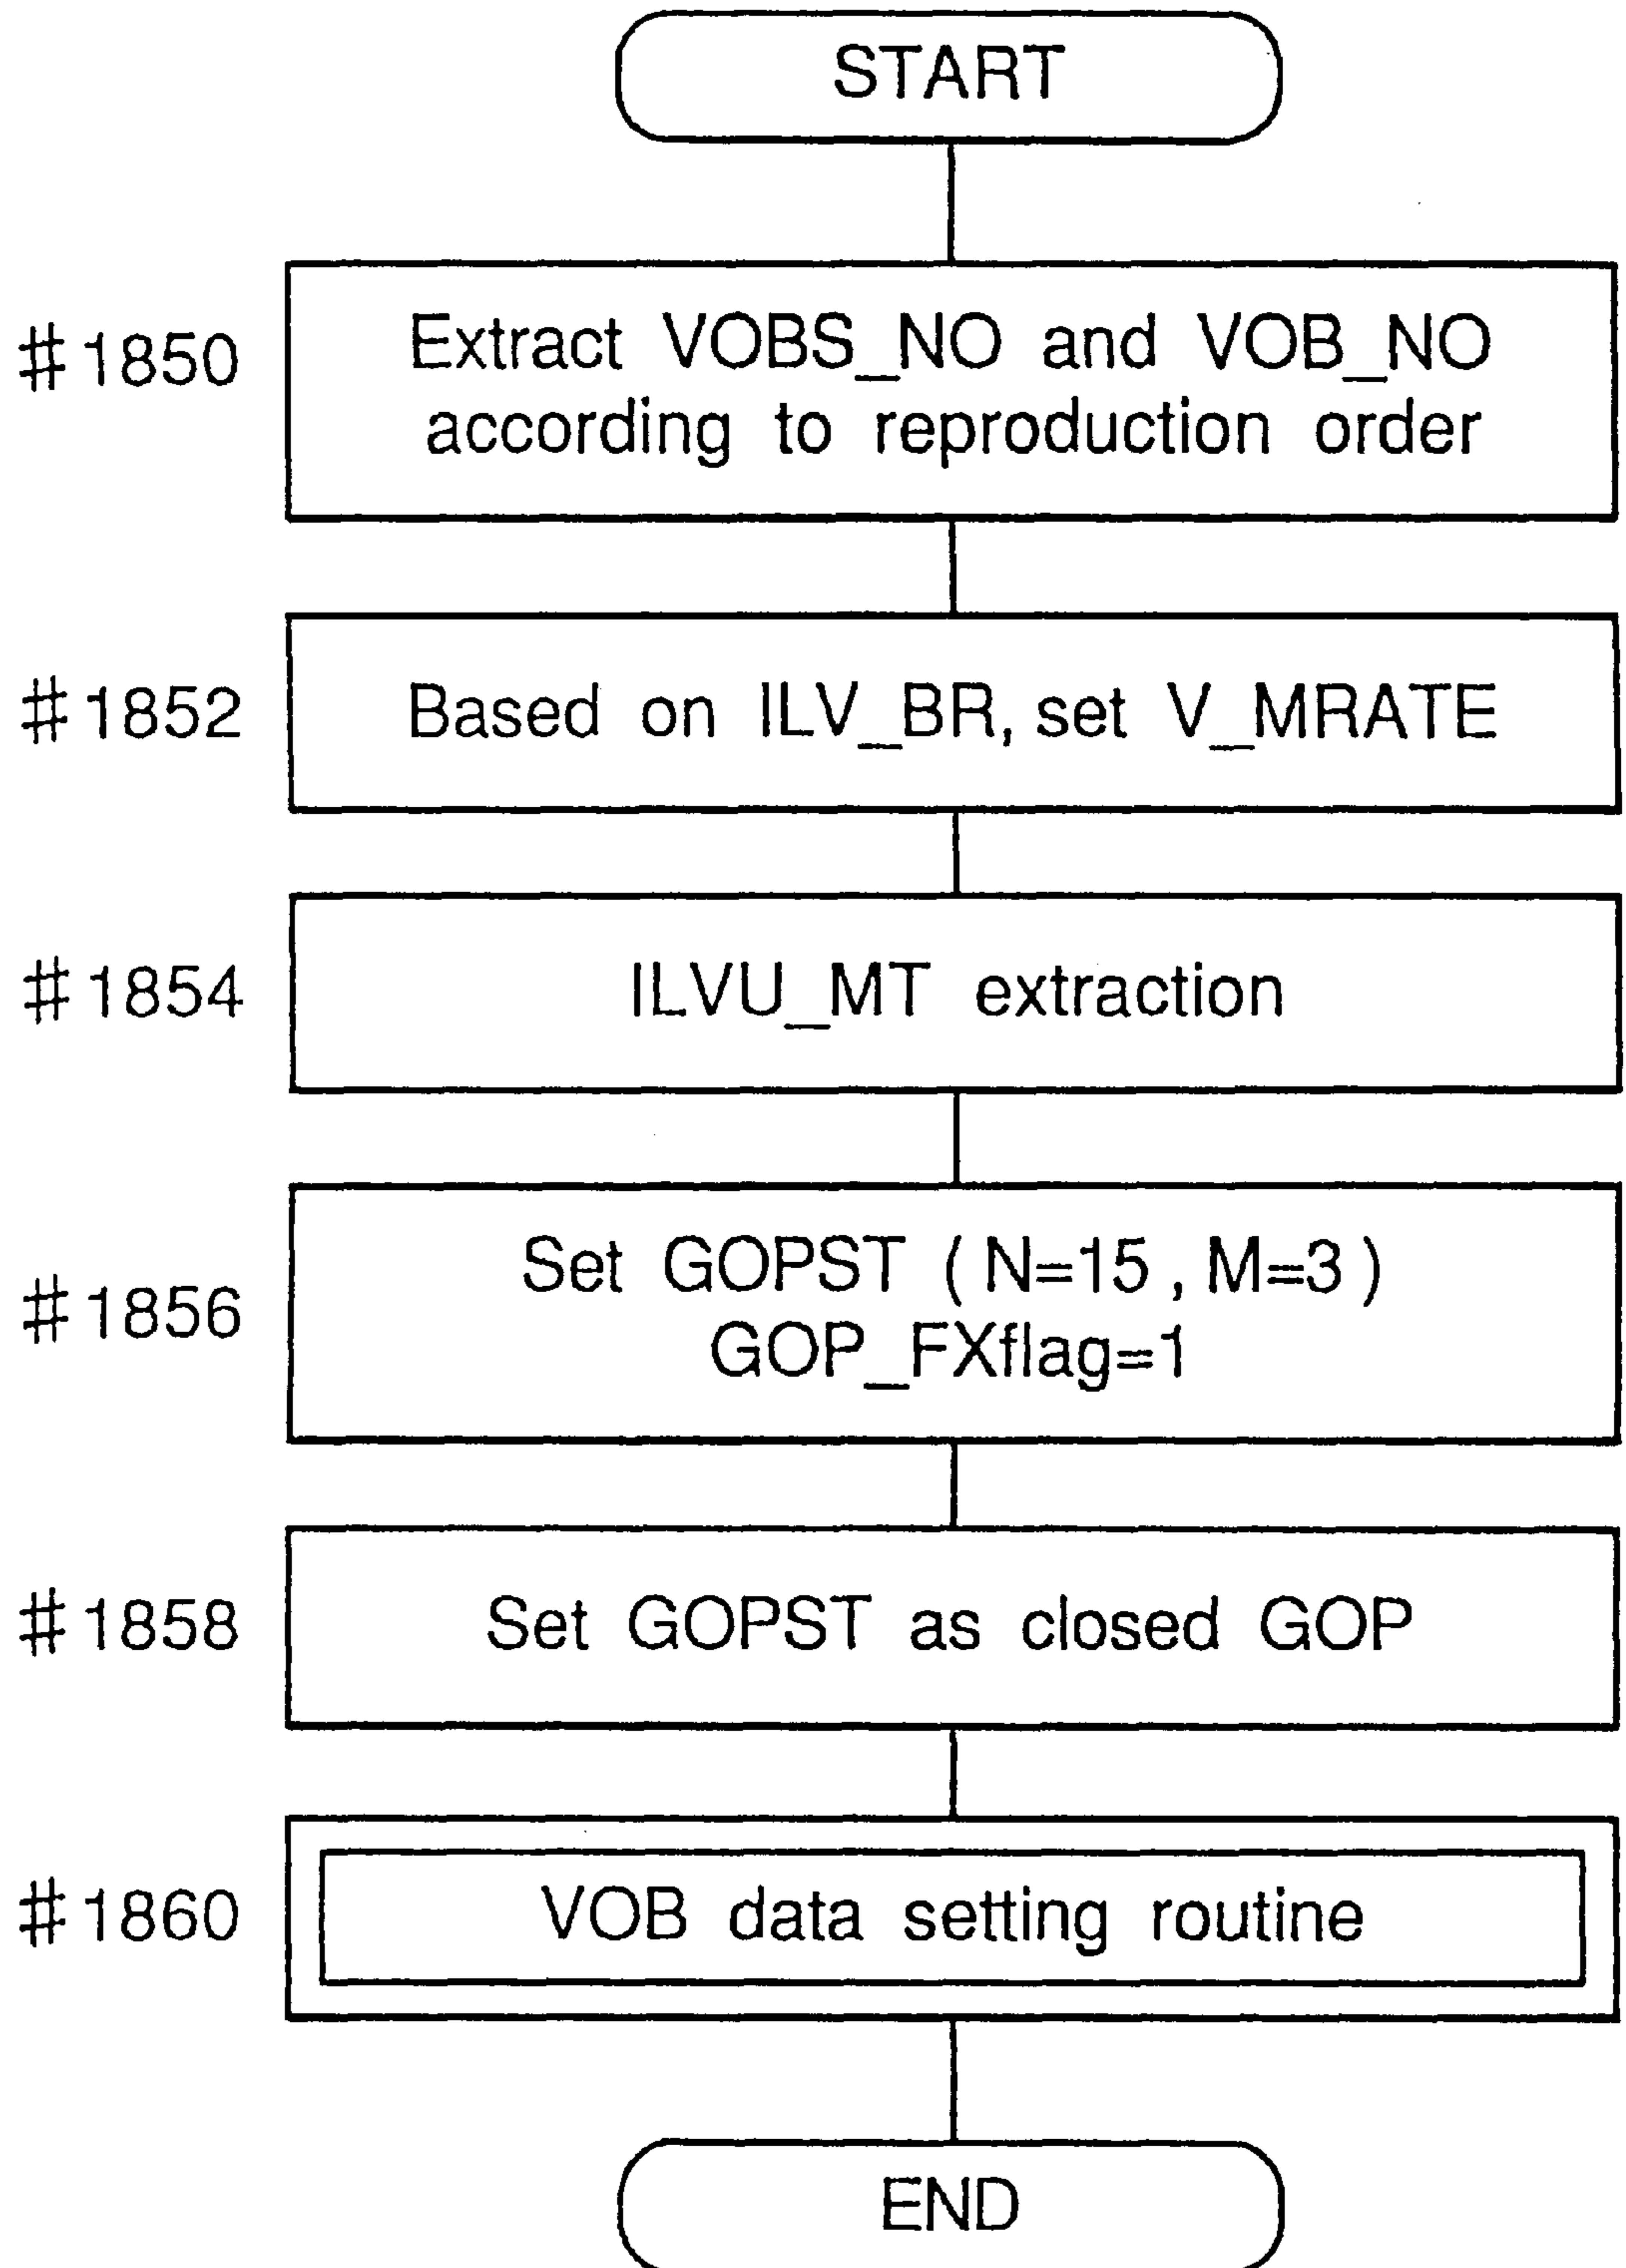 START
#1850
Extract VOBS_NO and VOB_NO
according to reproduction order
#1852
Based on ILV_BR, set V_MRATE
#1854
ILVU_MT extraction
#1856
Set GOPST ( N=15 , M=3 )
GOP_FXflag=1
#1858
Set GOPST as closed GOP
#1860
VOB data setting routine
END